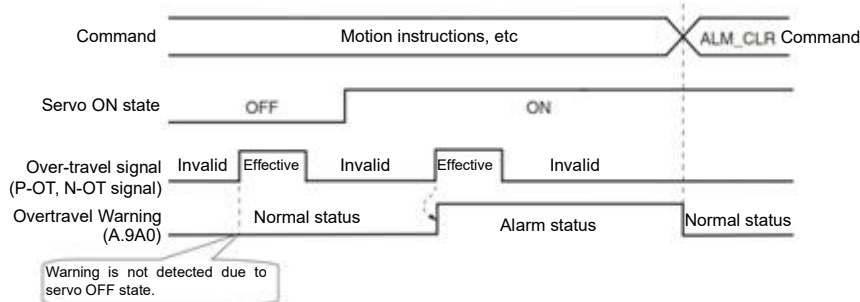 Command
Motion instructions, etc
ALM_CLR Command
Servo ON state
OFF
ON
Over-travel signal
(P-OT, N-OT signal)
Invalid
Effective
Invalid
Effective
Invalid
Overtravel Warning
(A.9A0)
Normal status
Alarm status
Normal status
Warning is not detected due to
servo OFF state.